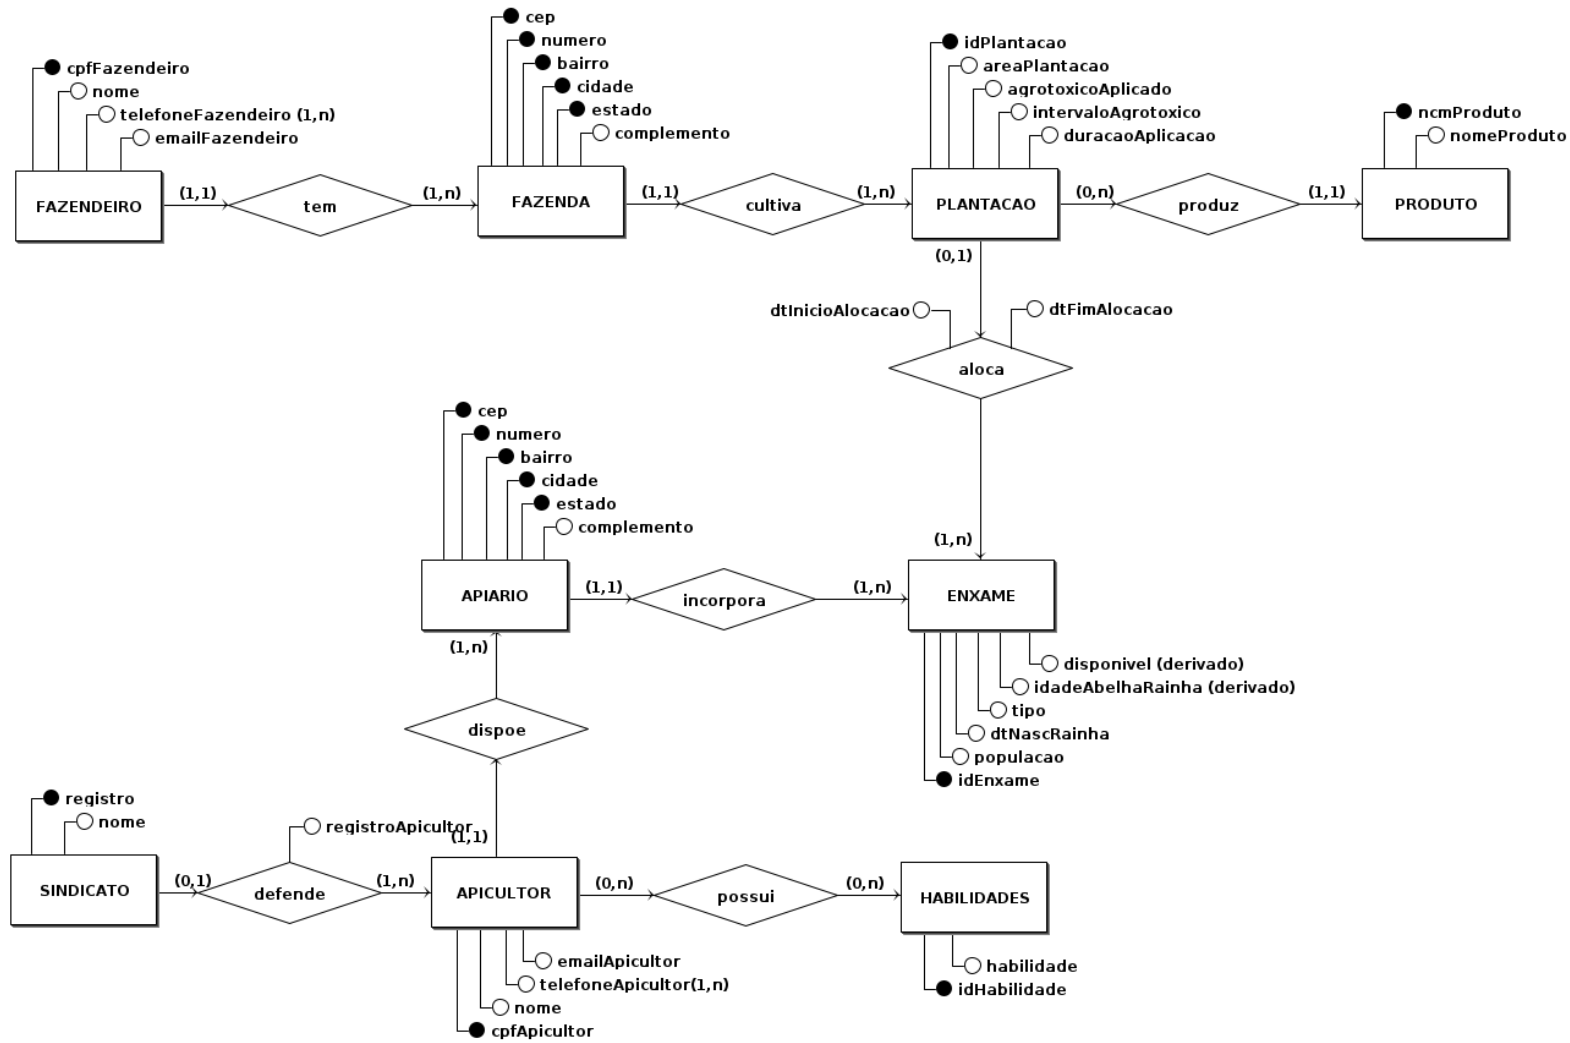 cep
numero
bairro
cidade
estado
complemento
cpfFazendeiro
nome
telefoneFazendeiro (1,n)
emailFazendeiro
idPlantacao
areaPlantacao
agrotoxicoAplicado
intervaloAgrotoxico
duracaoAplicacao
ncmProduto
nomeProduto
FAZENDEIRO
(1,1)
tem
(1,n)
FAZENDA
(1,1)
cultiva
(1,n)
PLANTACAO
(0,n)
produz
(1,1)
PRODUTO
(0,1)
dtInicioAlocacao
dtFimAlocacao
aloca
(1,n)
cep
numero
bairro
cidade
estado
complemento
APIARIO
(1,1)
incorpora
(1,n)
ENXAME
disponivel (derivado)
idadeAbelhaRainha (derivado)
tipo
dtNascRainha
populacao
idEnxame
(1,n)
dispoe
(1,1)
registro
nome
registroApicultor
SINDICATO
(0,1)
defende
(1,n)
APICULTOR
(0,n)
possui
(0,n)
HABILIDADES
emailApicultor
telefoneApicultor(1,n)
nome
cpfApicultor
habilidade
idHabilidade